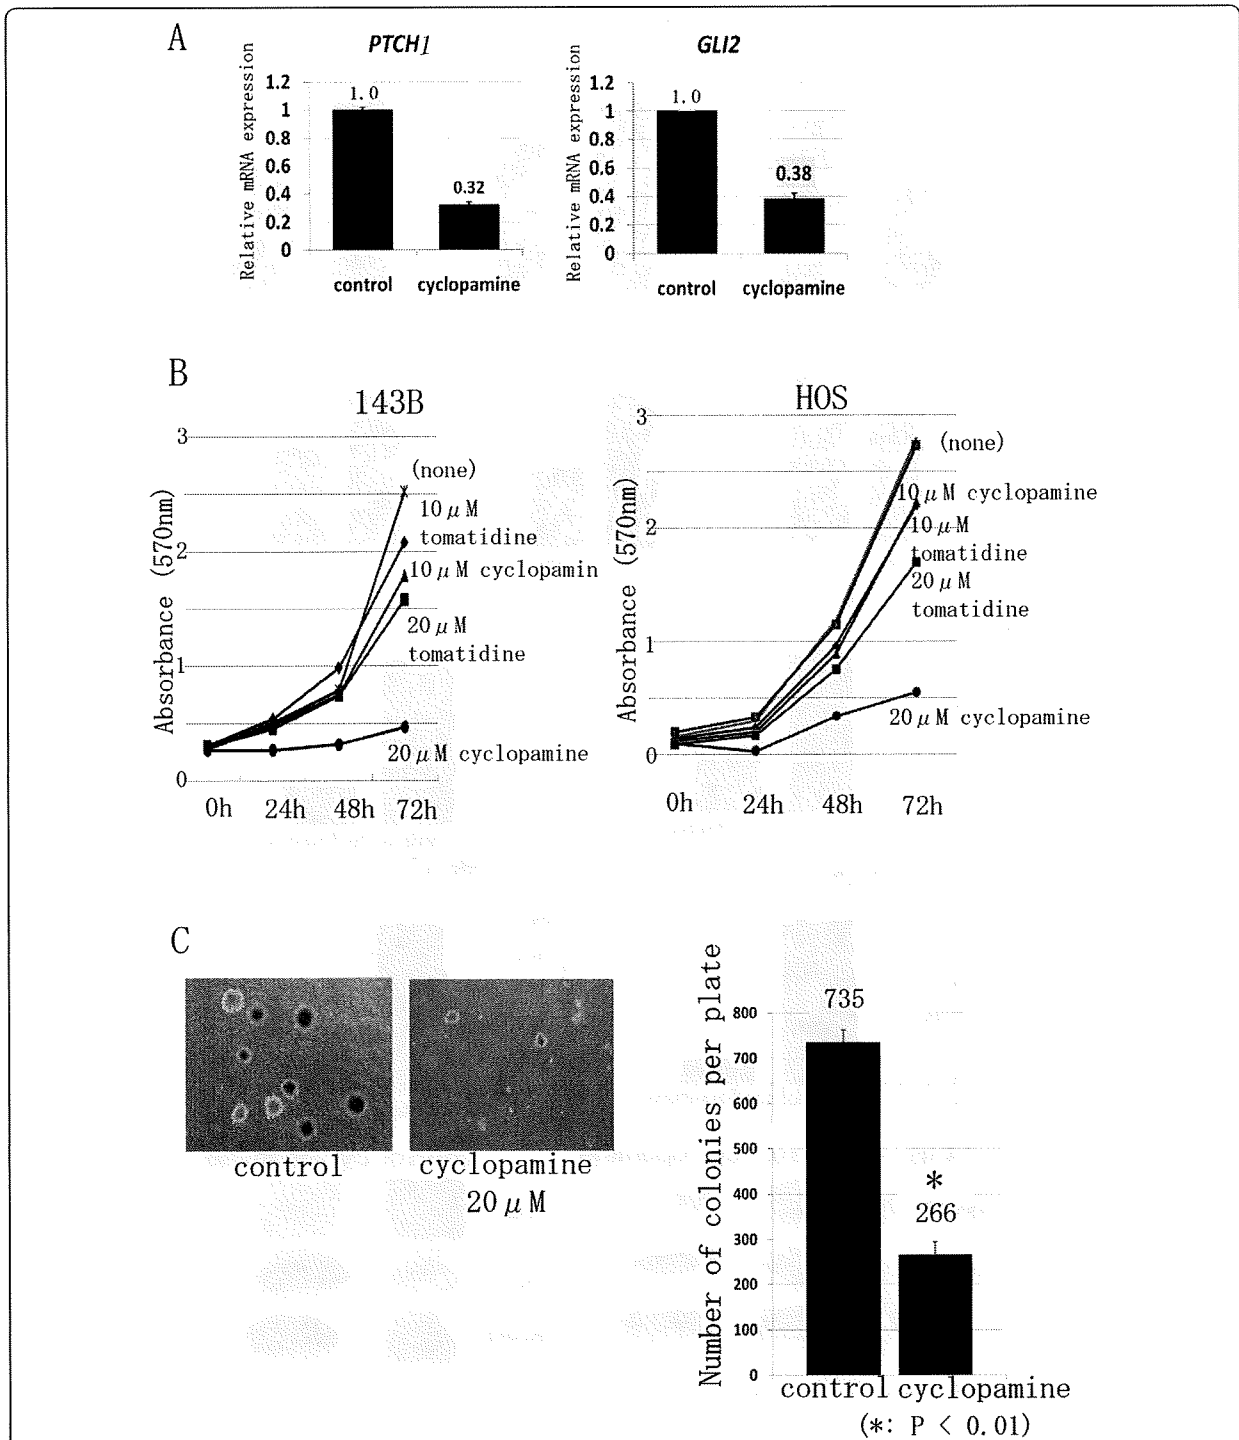 A
PTCH1
Relative mRNA expression
1.2
1
0.8
0.6
0.4
0.2
0
1.0
0.32
control cyclopamine
GLI2
Relative mRNA expression
1.2
1
0.8
0.6
0.4
0.2
0
1.0
0.38
control cyclopamine
B
143B
Absorbance (570nm)
3
2
1
0
(none)
10 μM
tomatidine
10 μM cyclopamin
20 μM
tomatidine
20 μM cyclopamine
0h 24h 48h 72h
HOS
Absorbance (570nm)
3
2
1
0
(none)
10 μM cyclopamine
10 μM
tomatidine
20 μM
tomatidine
20 μM cyclopamine
0h 24h 48h 72h
C
control
cyclopamine
20 μM
Number of colonies per plate
800
700
600
500
400
300
200
100
0
735
*
266
control cyclopamine
(*: P < 0.01)